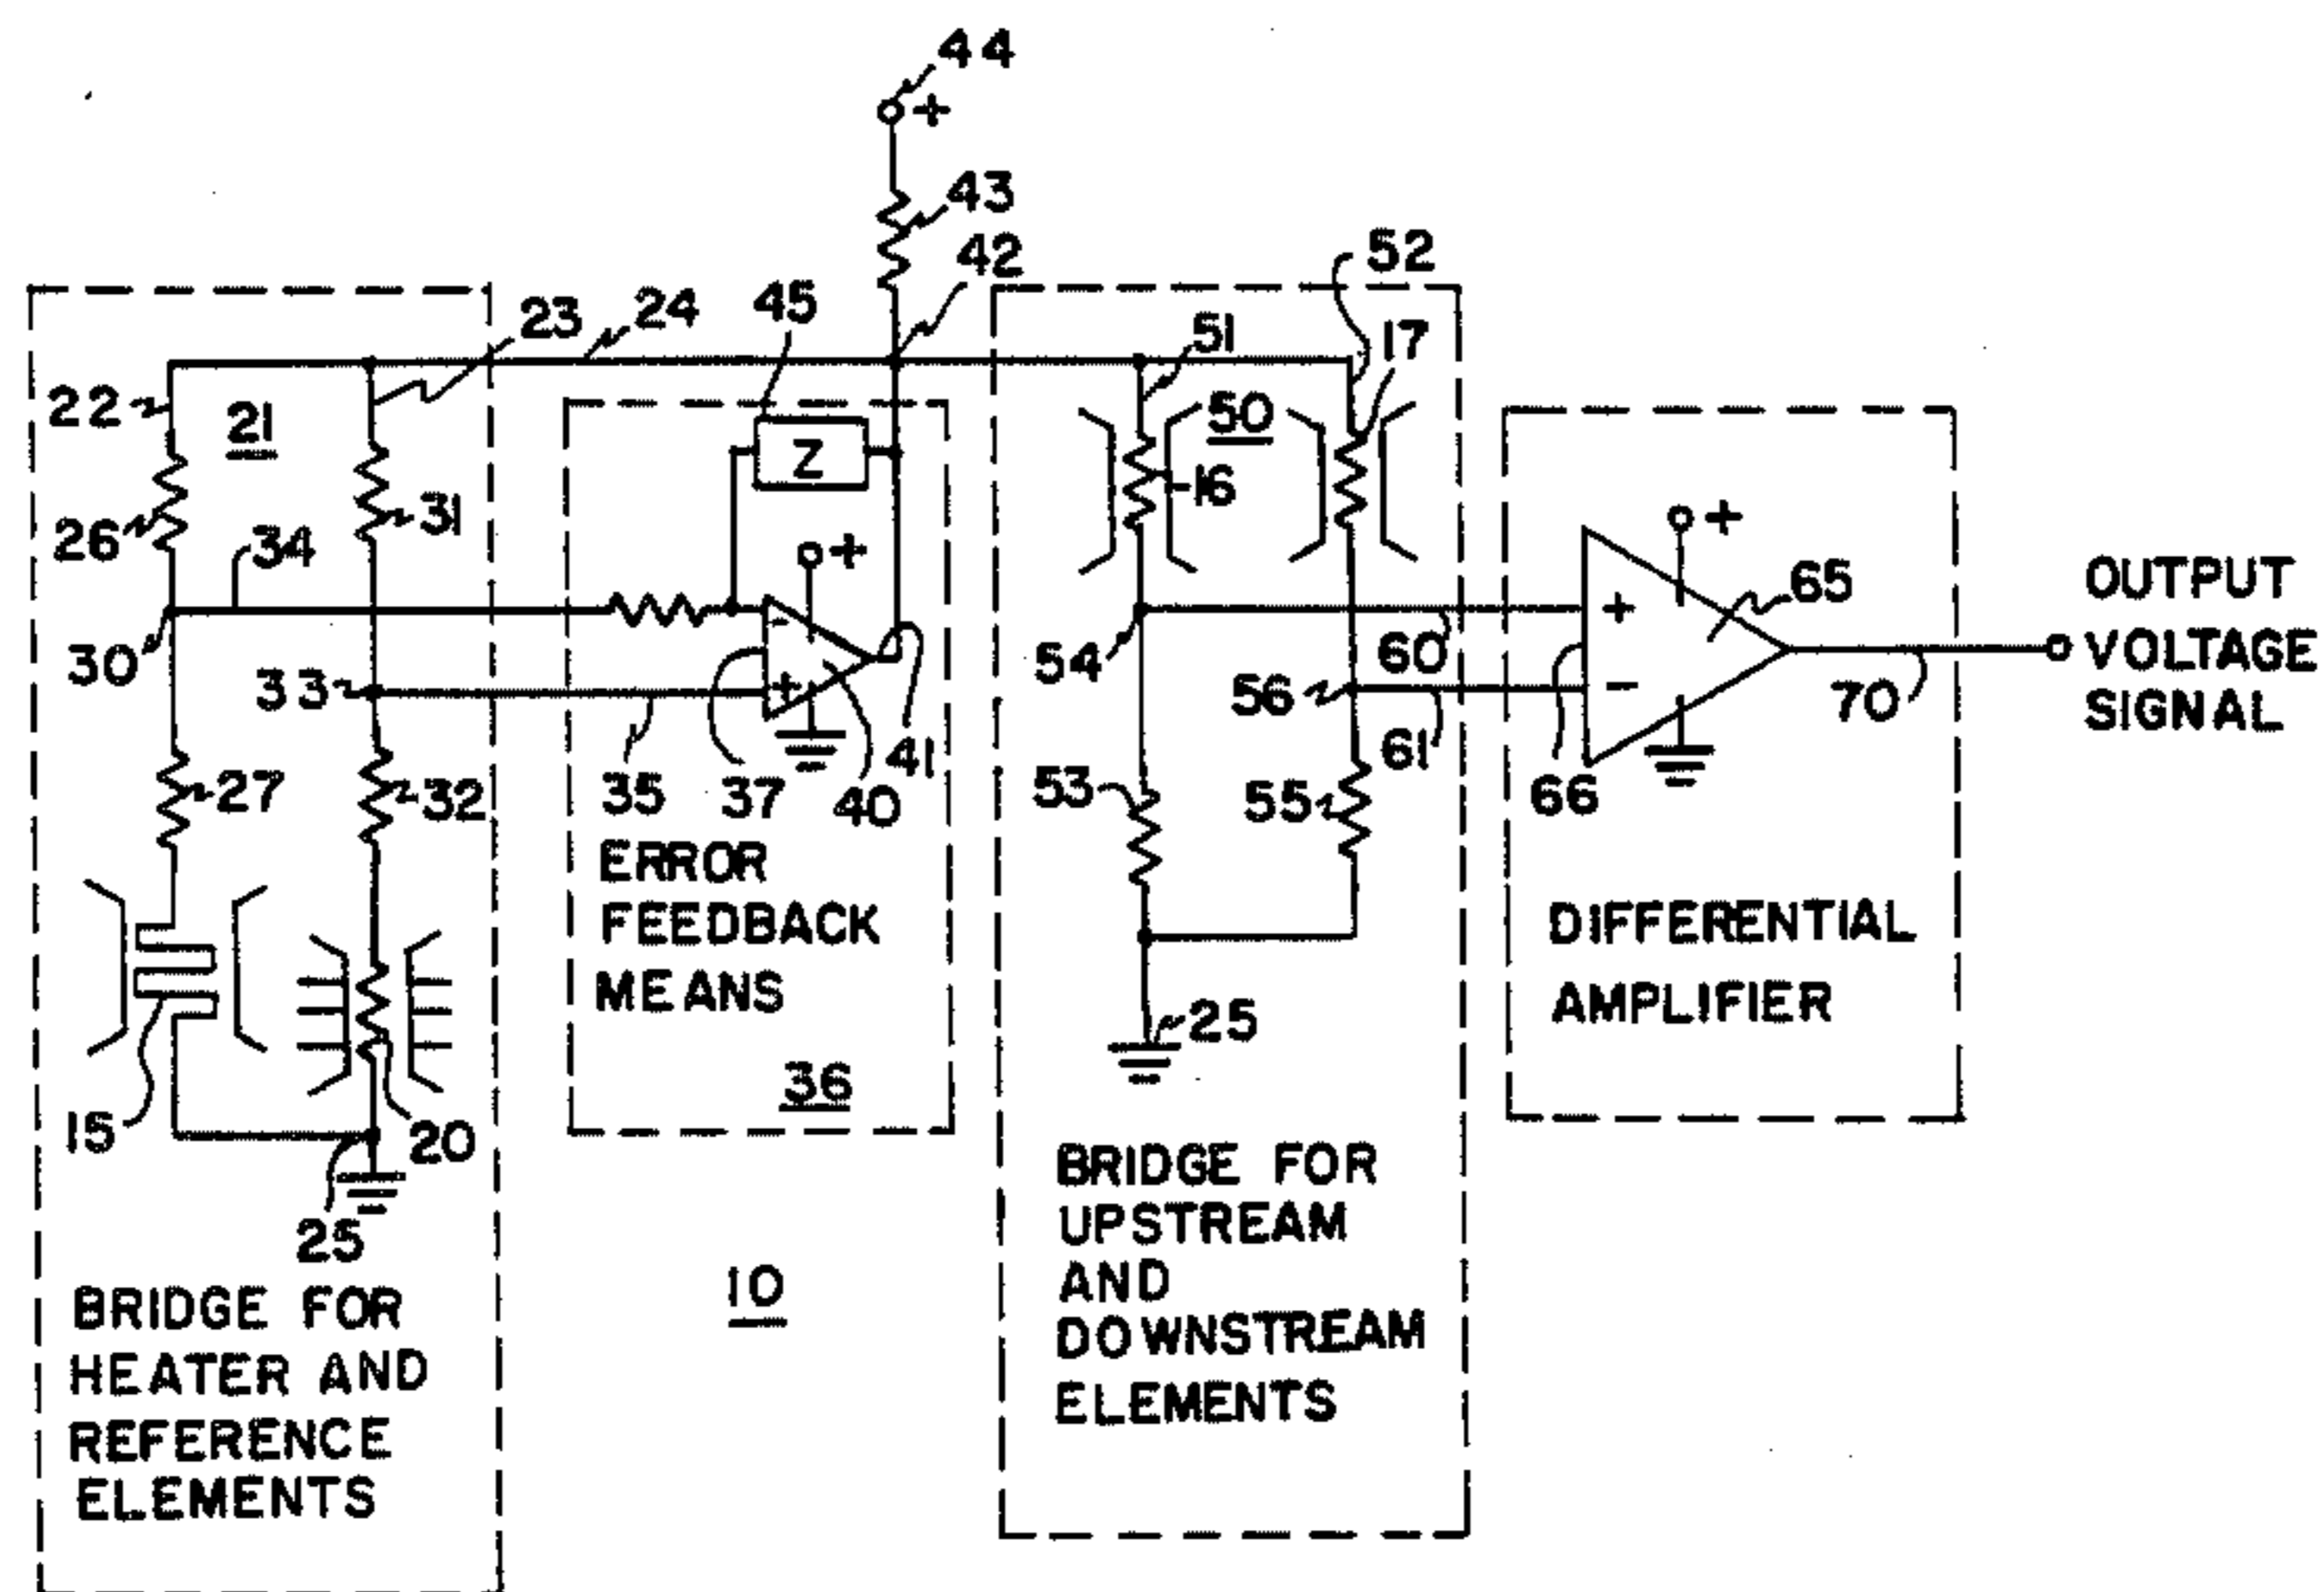 44
+
43
42
52
45
24
23
51
17
22
21
50
Z
16
31
26
34
+
+
65
OUTPUT
VOLTAGE
SIGNAL
-
+
30
33
+
54
60
56
-
70
27
32
35
37
40
41
53
61
55
66
ERROR
FEEDBACK
MEANS
DIFFERENTIAL
AMPLIFIER
36
25
15
20
25
BRIDGE FOR
HEATER AND
REFERENCE
ELEMENTS
10
BRIDGE FOR
UPSTREAM
AND
DOWNSTREAM
ELEMENTS